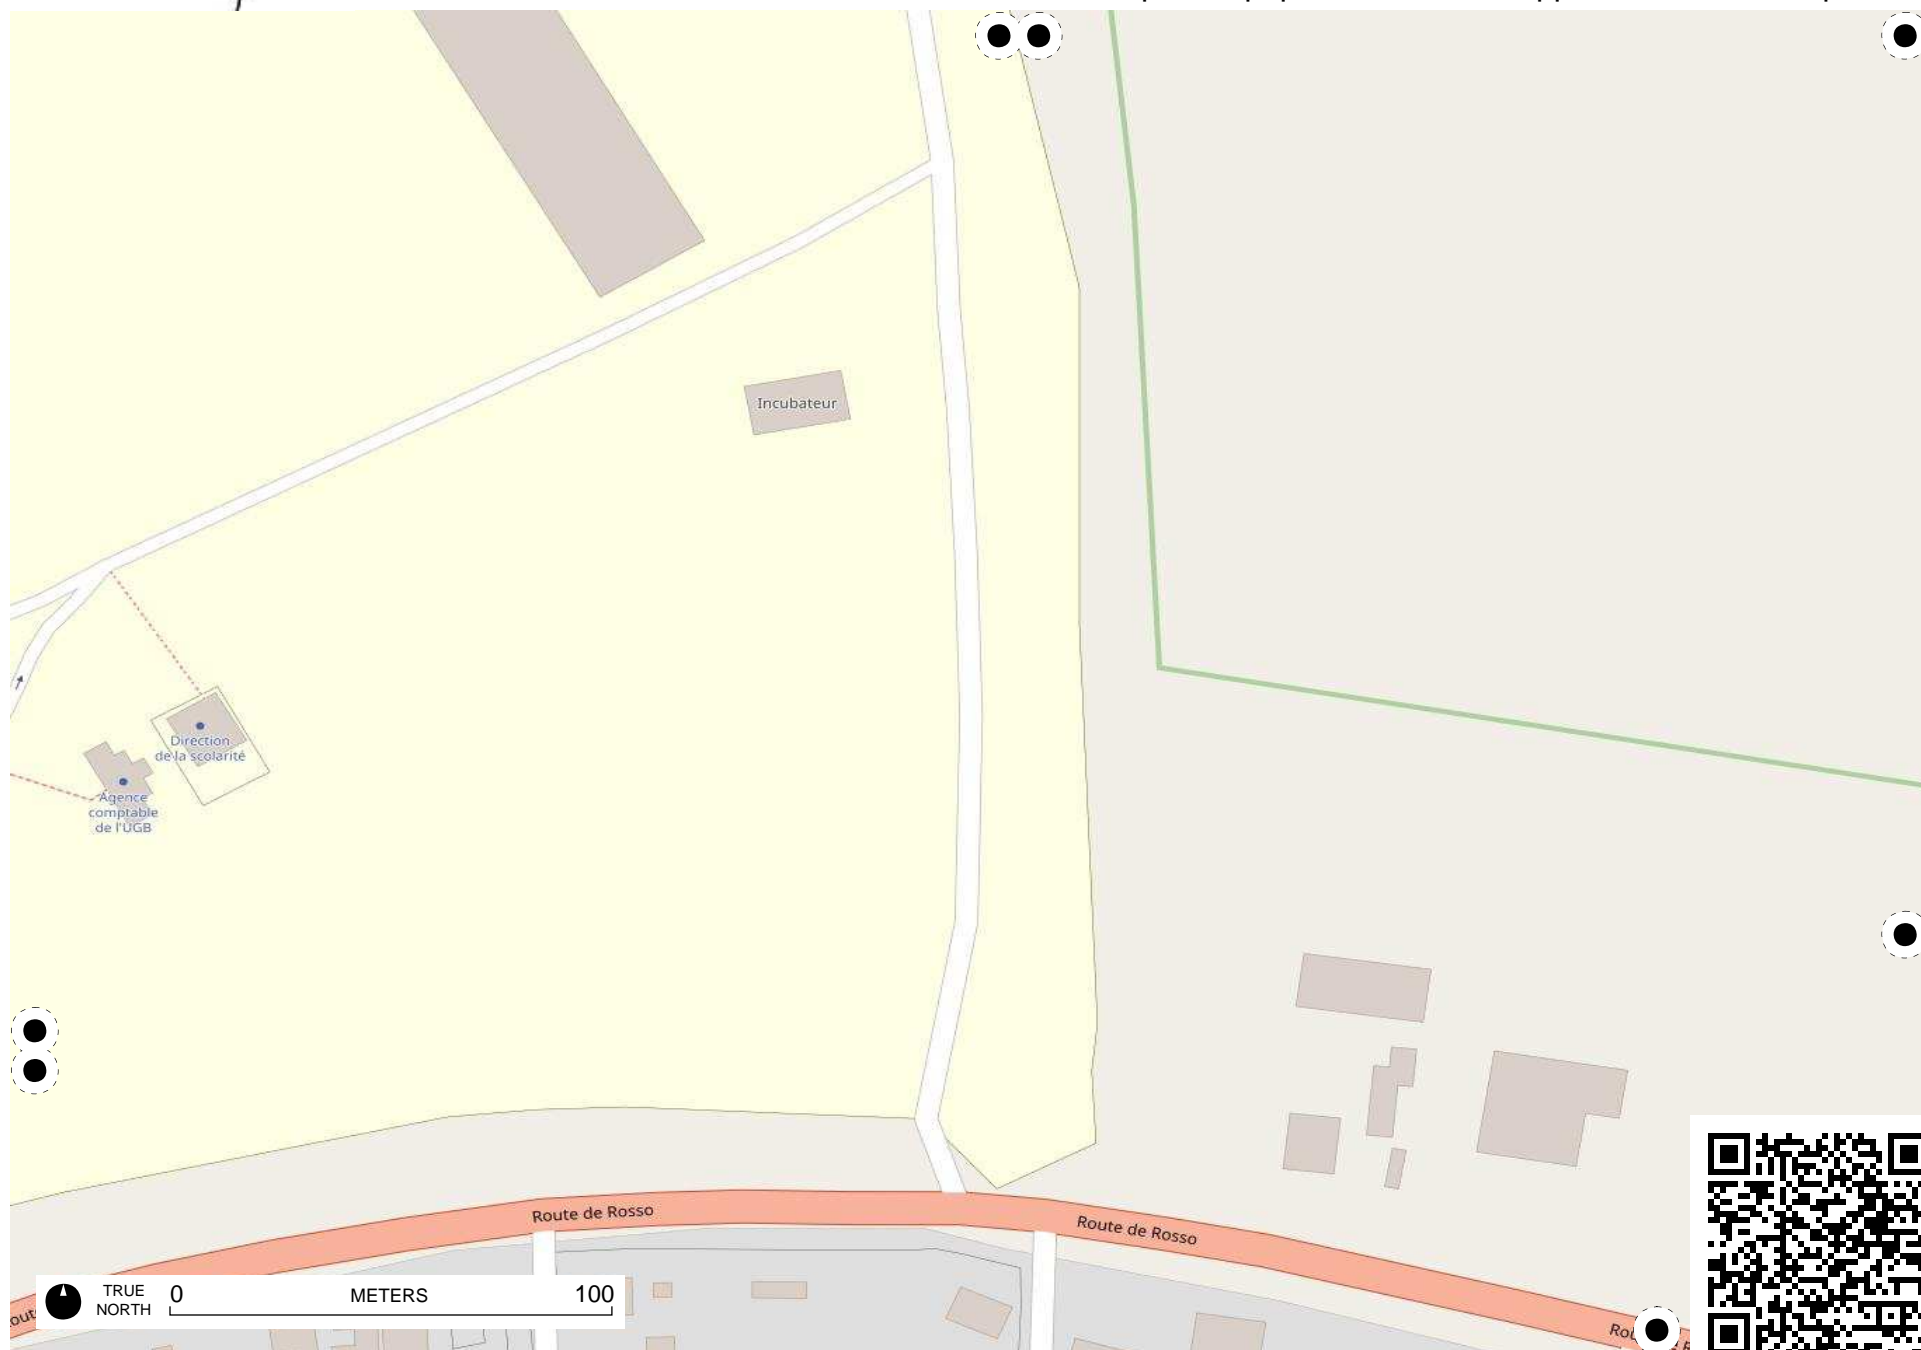 Incubateur
Direction
de la scolarité
Agence
comptable
de l'UGB
Route de Rosso
Route de Rosso
TRUE
NORTH
0
METERS
100